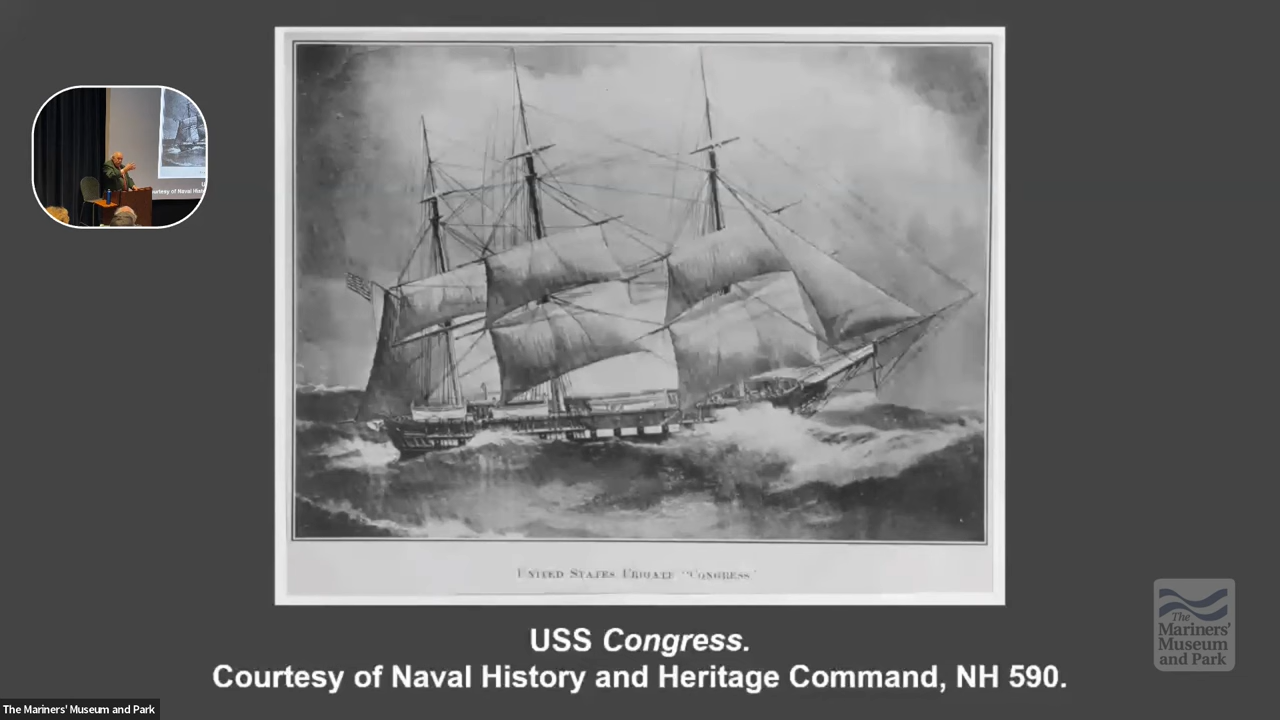 UNITED STATES FRIGATE "CONGRESS"
USS Congress.
Courtesy of Naval History and Heritage Command, NH 590.
The
Mariners'
Museum
and Park
The Mariners' Museum and Park